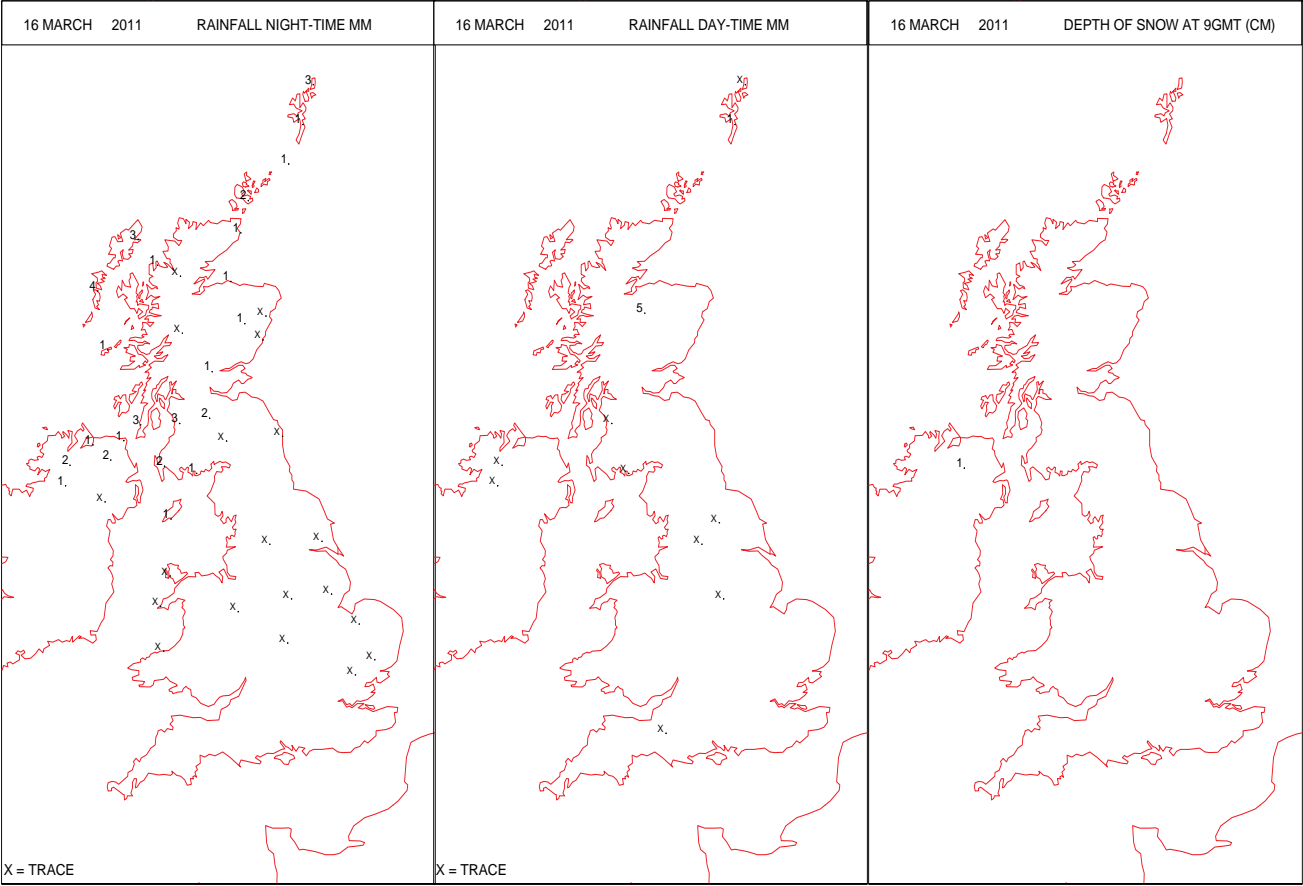 16 MARCH 2011 RAINFALL NIGHT-TIME MM
3.
1.
1.
2.
1.
3.
1.
X.
1.
4.
X.
1.
X.
X.
1.
1.
2.
3.
3.
X.
X.
1.
1.
2.
2.
2.
1.
1.
X.
1.
X.
X.
X.
X.
X.
X.
X.
X.
X.
X.
X.
X.
X = TRACE
16 MARCH 2011 RAINFALL DAY-TIME MM
X.
1.
5.
X.
X.
X.
X.
X.
X.
X.
X.
X = TRACE
16 MARCH 2011 DEPTH OF SNOW AT 9GMT (CM)
1.